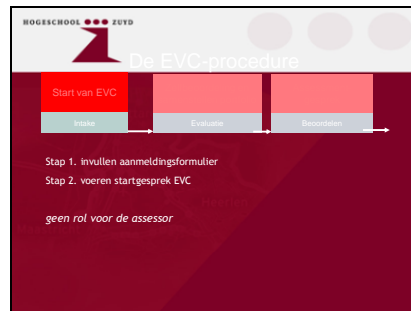 HOGESCHOOL ZUYD
De EVC-procedure
Start van EVC
Intake Evaluatie Beoordelen
Stap 1. invullen aanmeldingsformulier
Stap 2. voeren startgesprek EVC
Heerlen
geen rol voor de assessor